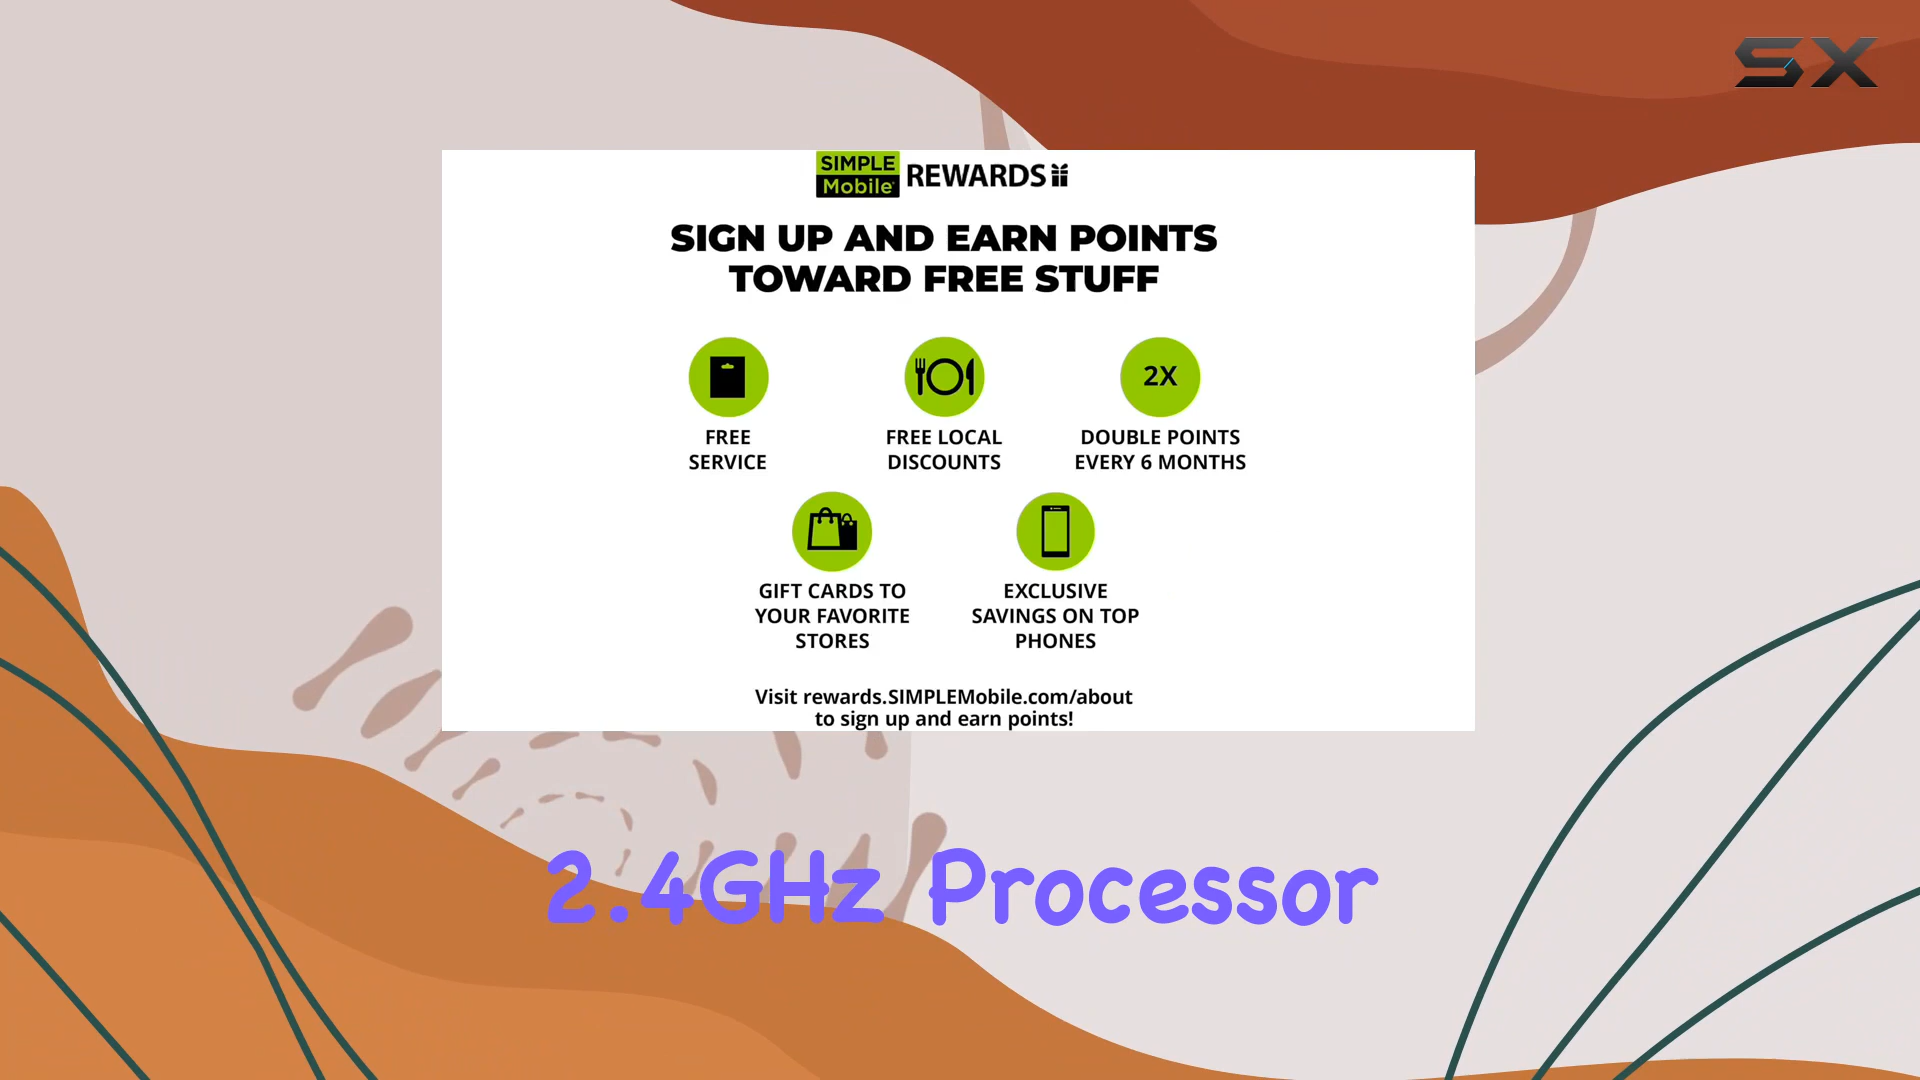 SX
SIMPLE
Mobile
REWARDS
SIGN UP AND EARN POINTS
TOWARD FREE STUFF
2X
FREE
SERVICE
FREE LOCAL
DISCOUNTS
DOUBLE POINTS
EVERY 6 MONTHS
GIFT CARDS TO
YOUR FAVORITE
STORES
EXCLUSIVE
SAVINGS ON TOP
PHONES
Visit rewards.SIMPLEMobile.com/about
to sign up and earn points!
2.4GHz Processor